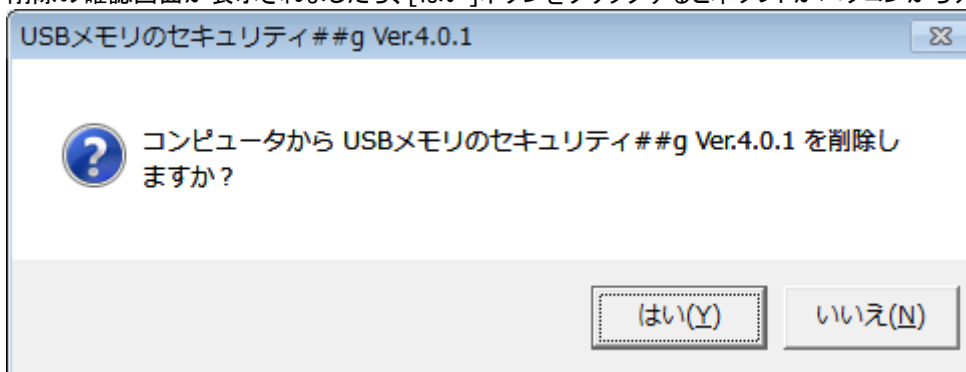 USBメモリのセキュリティ##g Ver.4.0.1
コンピュータから USBメモリのセキュリティ##g Ver.4.0.1 を削除し
ますか？
はい(Y)
いいえ(N)